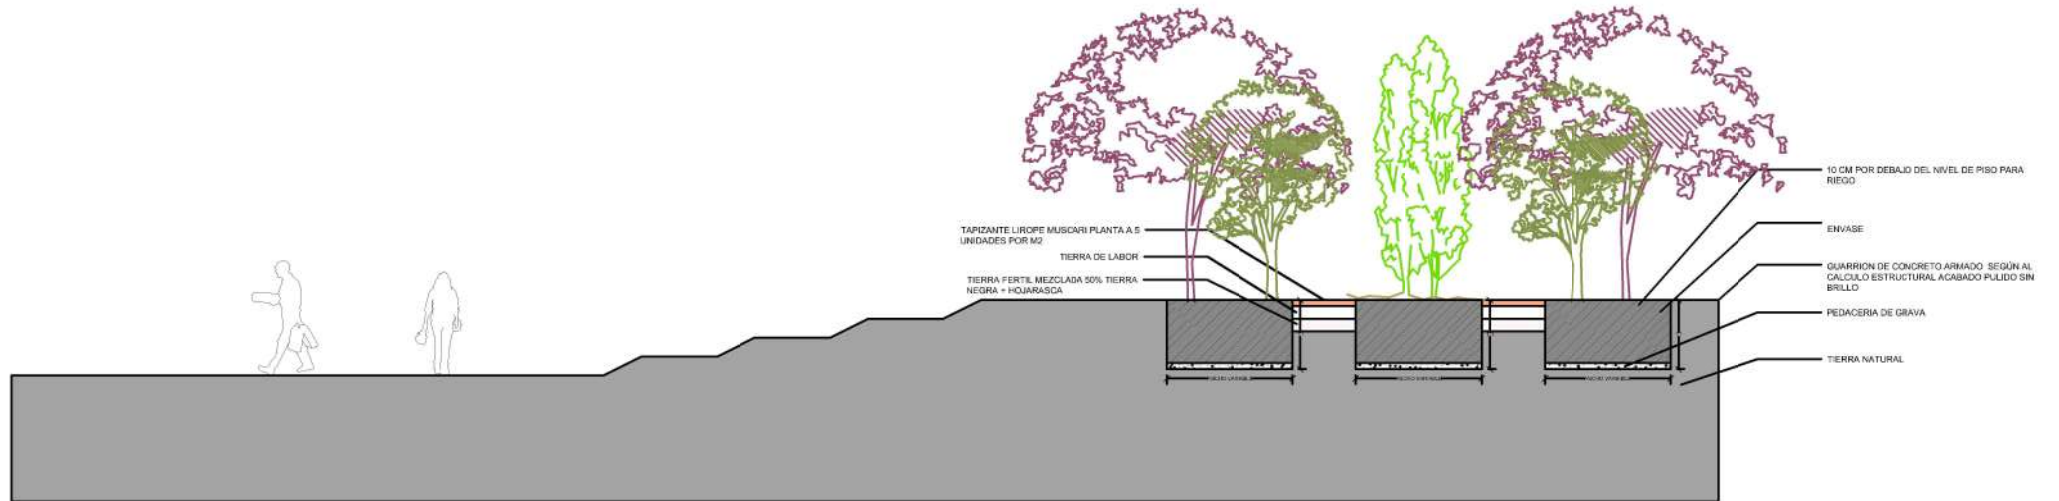 TAPIZANTE LIROPE MUSCARI PLANTA A 5
UNIDADES POR M2
TIERRA DE LABOR
TIERRA FERTIL MEZCLADA 50% TIERRA
NEGRA + HOJARASCA
10 CM POR DEBAJO DEL NIVEL DE PISO PARA
RIEGO
ENVASE
GUARRION DE CONCRETO ARMADO SEGÚN AL
CALCULO ESTRUCTURAL ACABADO PULIDO SIN
BRILLO
PEDACERIA DE GRAVA
TIERRA NATURAL